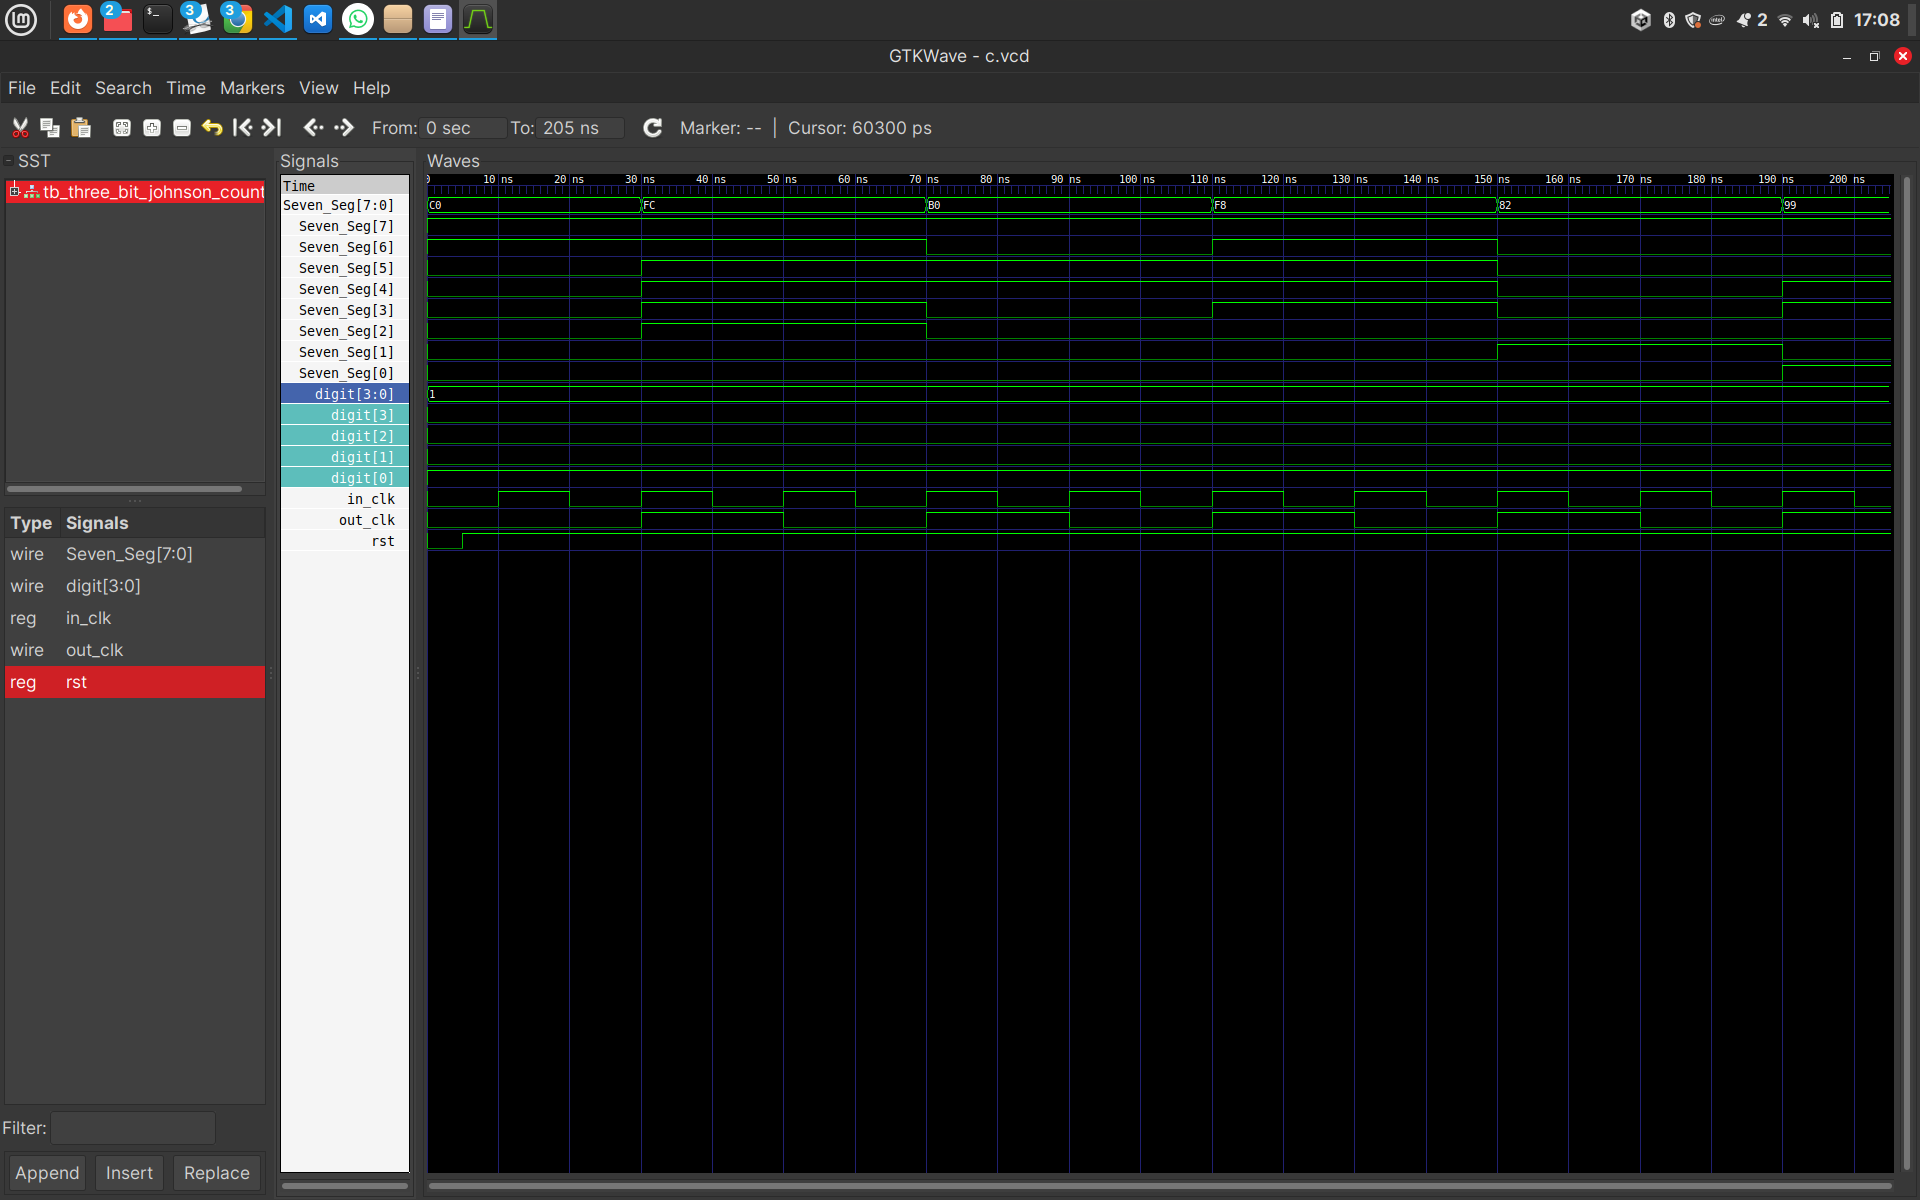 2 3 3 2 17:08
GTKWave - c.vcd
File Edit Search Time Markers View Help
From: 0 sec To: 205 ns Marker: -- | Cursor: 60300 ps
SST
tb_three_bit_johnson_count
Type Signals
wire Seven_Seg[7:0]
wire digit[3:0]
reg in_clk
wire out_clk
reg rst
Filter:
Append Insert Replace
Signals
Time
Seven_Seg[7:0]
Seven_Seg[7]
Seven_Seg[6]
Seven_Seg[5]
Seven_Seg[4]
Seven_Seg[3]
Seven_Seg[2]
Seven_Seg[1]
Seven_Seg[0]
digit[3:0]
digit[3]
digit[2]
digit[1]
digit[0]
in_clk
out_clk
rst
Waves
0 10 ns 20 ns 30 ns 40 ns 50 ns 60 ns 70 ns 80 ns 90 ns 100 ns 110 ns 120 ns 130 ns 140 ns 150 ns 160 ns 170 ns 180 ns 190 ns 200 ns
C0 FC B0 F8 82 99
1